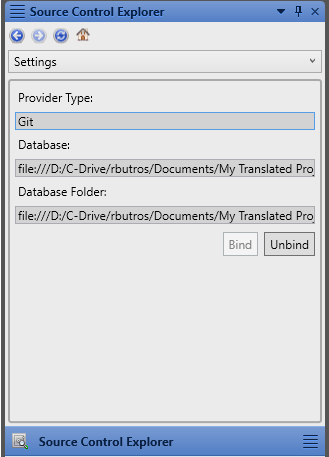 Source Control Explorer
Settings
Provider Type:
Git
Database:
file:///D:/C-Drive/rbutros/Documents/My Translated Pro
Database Folder:
file:///D:/C-Drive/rbutros/Documents/My Translated Pro
Bind Unbind
Source Control Explorer